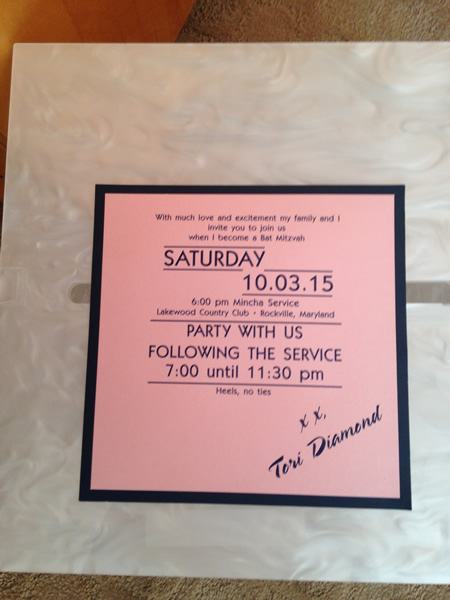 With much love and excitement my family and I
invite you to join us
when I become a Bat Mitzvah
SATURDAY
10.03.15
6:00 pm Mincha Service
Lakewood Country Club • Rockville, Maryland
PARTY WITH US
FOLLOWING THE SERVICE
7:00 until 11:30 pm
Heels, no ties
x x,
Tori Diamond